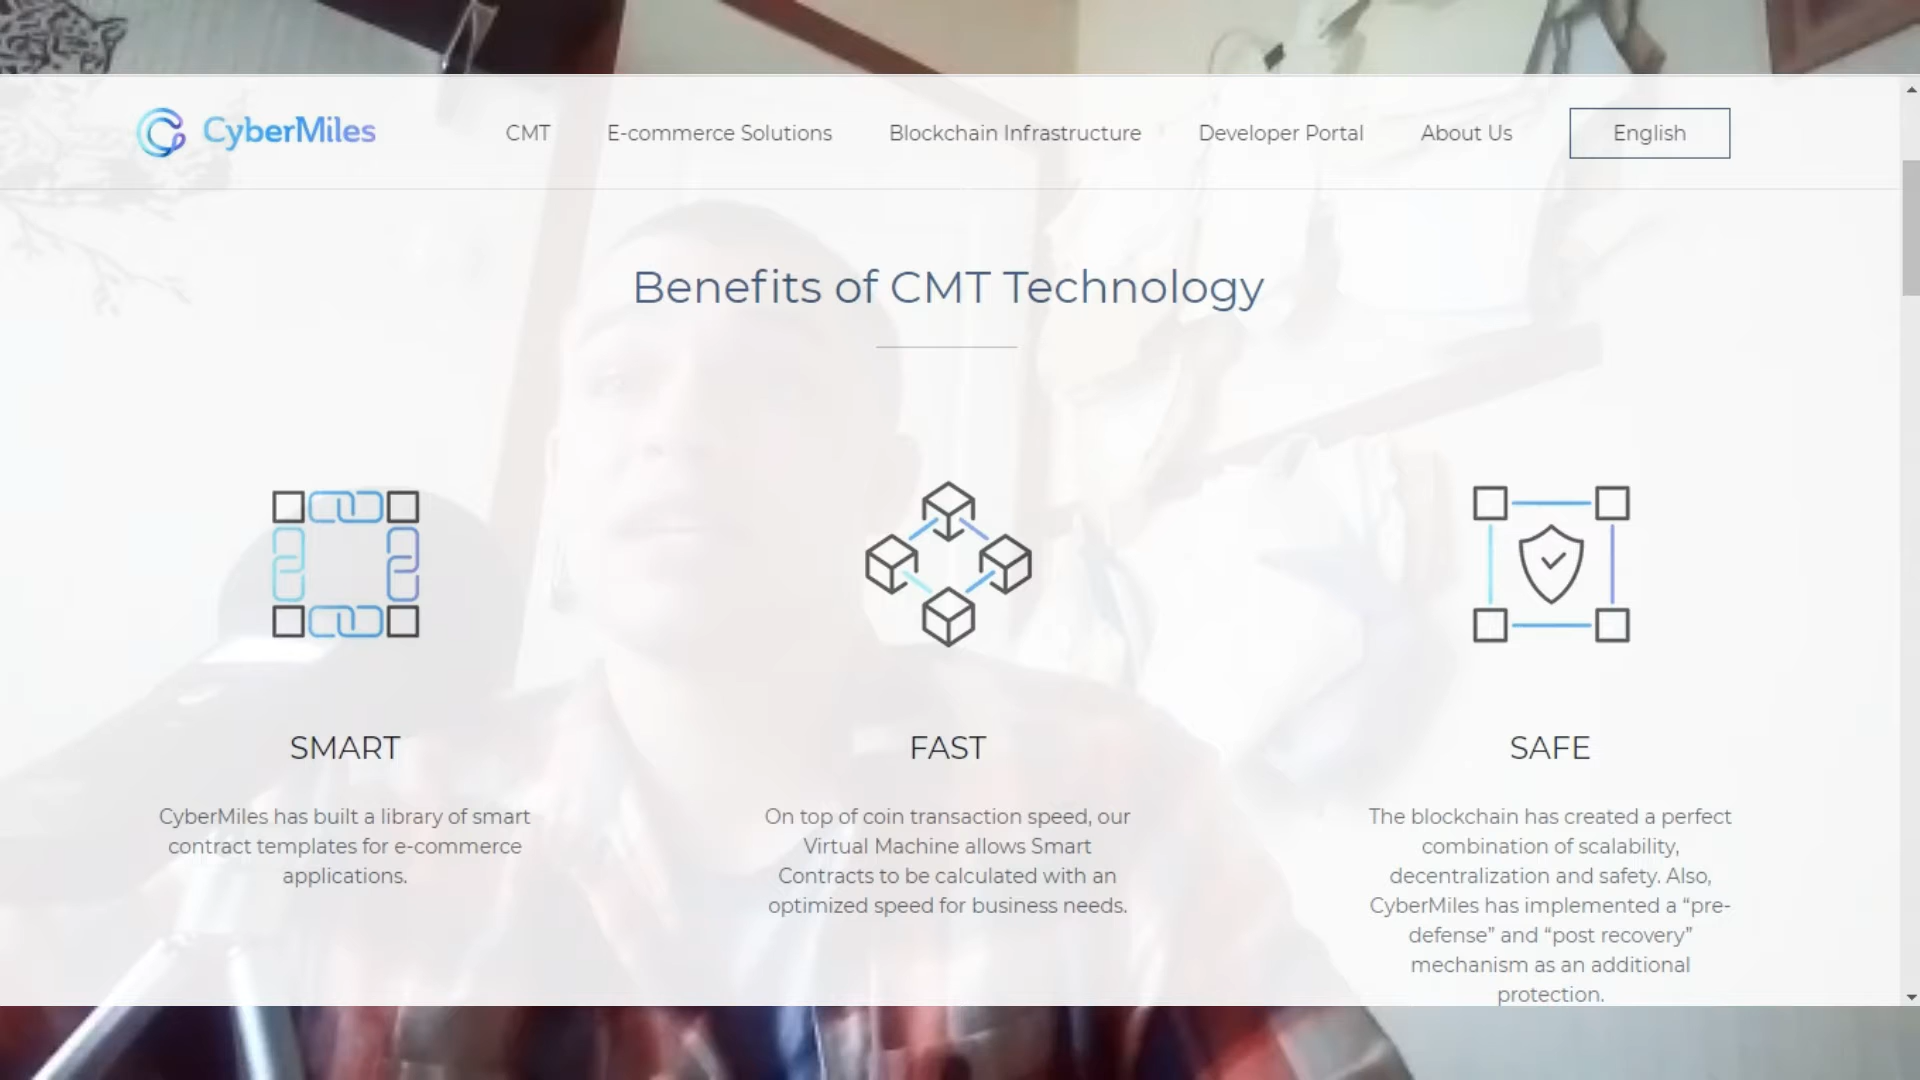 CyberMiles
CMT
E-commerce Solutions
Blockchain Infrastructure
Developer Portal
About Us
English
Benefits of CMT Technology
SMART
CyberMiles has built a library of smart
contract templates for e-commerce
applications.
FAST
On top of coin transaction speed, our
Virtual Machine allows Smart
Contracts to be calculated with an
optimized speed for business needs.
SAFE
The blockchain has created a perfect
combination of scalability,
decentralization and safety. Also,
CyberMiles has implemented a “pre-
defense” and “post recovery”
mechanism as an additional
protection.